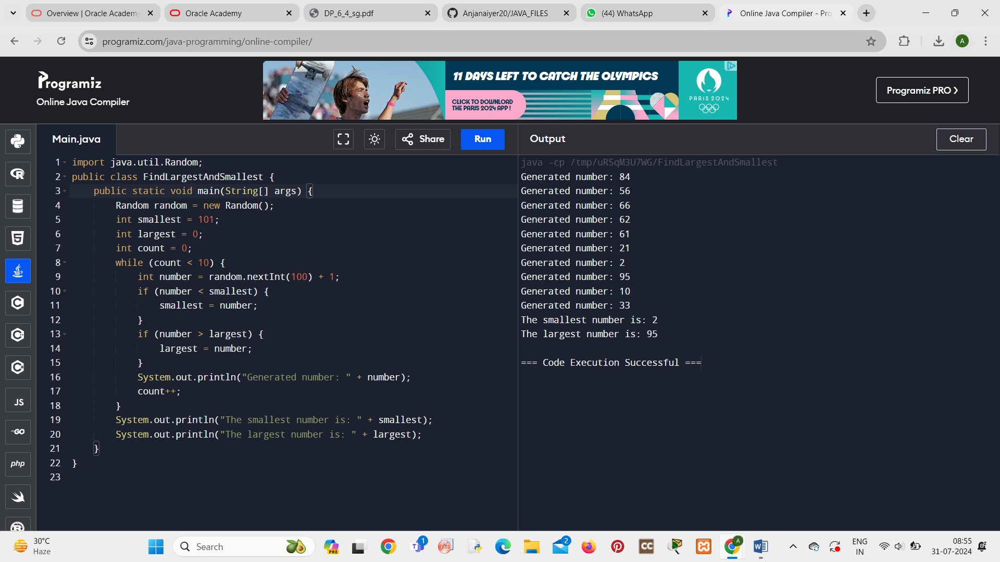 Overview | Oracle Academy
Oracle Academy
DP_6_4_sg.pdf
Anjanaiyer20/JAVA_FILES
(44) WhatsApp
Online Java Compiler - Pro
programiz.com/java-programming/online-compiler/
A
Programiz
Online Java Compiler
11 DAYS LEFT TO CATCH THE OLYMPICS
CLICK TO DOWNLOAD
THE PARIS 2024 APP !
PARIS 2024
Programiz PRO ›
Main.java
Share
Run
Output
Clear
1 import java.util.Random;
2 public class FindLargestAndSmallest {
3 public static void main(String[] args) {
4 Random random = new Random();
5 int smallest = 101;
6 int largest = 0;
7 int count = 0;
8 while (count < 10) {
9 int number = random.nextInt(100) + 1;
10 if (number < smallest) {
11 smallest = number;
12 }
13 if (number > largest) {
14 largest = number;
15 }
16 System.out.println("Generated number: " + number);
17 count++;
18 }
19 System.out.println("The smallest number is: " + smallest);
20 System.out.println("The largest number is: " + largest);
21 }
22 }
23
java -cp /tmp/uRSqM3U7WG/FindLargestAndSmallest
Generated number: 84
Generated number: 56
Generated number: 66
Generated number: 62
Generated number: 61
Generated number: 21
Generated number: 2
Generated number: 95
Generated number: 10
Generated number: 33
The smallest number is: 2
The largest number is: 95
=== Code Execution Successful ===
JS
GO
php
30°C
Haze
Search
PRE
1
2
CC
A
ENG
IN
08:55
31-07-2024